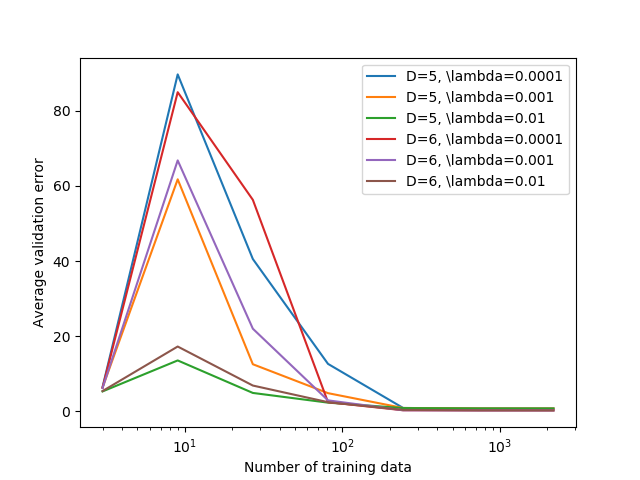 D=5, \lambda=0.0001
D=5, \lambda=0.001
D=5, \lambda=0.01
D=6, \lambda=0.0001
D=6, \lambda=0.001
D=6, \lambda=0.01
Average validation error
80
60
40
20
0
10¹ 10² 10³
Number of training data